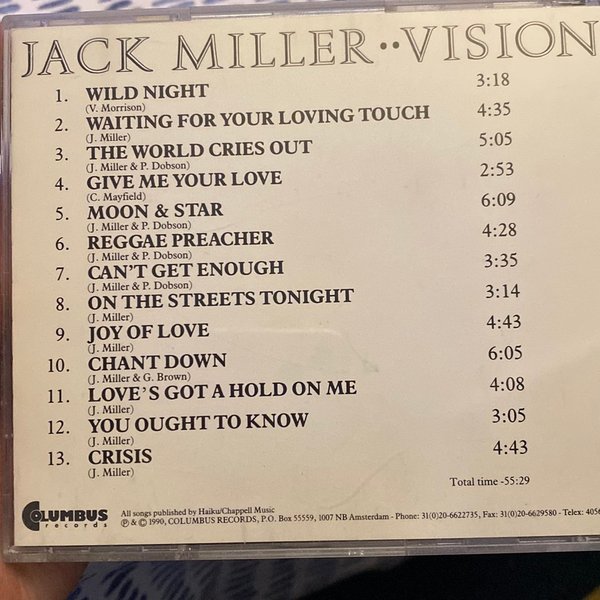 JACK MILLER··VISION
1. WILD NIGHT 3:18
(V. Morrison)
2. WAITING FOR YOUR LOVING TOUCH 4:35
(J. Miller)
3. THE WORLD CRIES OUT 5:05
(J. Miller & P. Dobson)
4. GIVE ME YOUR LOVE 2:53
(C. Mayfield)
5. MOON & STAR 6:09
(J. Miller & P. Dobson)
6. REGGAE PREACHER 4:28
(J. Miller & P. Dobson)
7. CAN'T GET ENOUGH 3:35
(J. Miller & P. Dobson)
8. ON THE STREETS TONIGHT 3:14
(J. Miller)
9. JOY OF LOVE 4:43
(J. Miller)
10. CHANT DOWN 6:05
(J. Miller & G. Brown)
11. LOVE'S GOT A HOLD ON ME 4:08
(J. Miller)
12. YOU OUGHT TO KNOW 3:05
(J. Miller)
13. CRISIS 4:43
(J. Miller)
Total time -55:29
COLUMBUS
records
All songs published by Haiku/Chappell Music
℗ & © 1990, COLUMBUS RECORDS, P.O. Box 55559, 1007 NB Amsterdam - Phone: 31(0)20-6622735, Fax: 31(0)20-6629580 - Telex: 4056